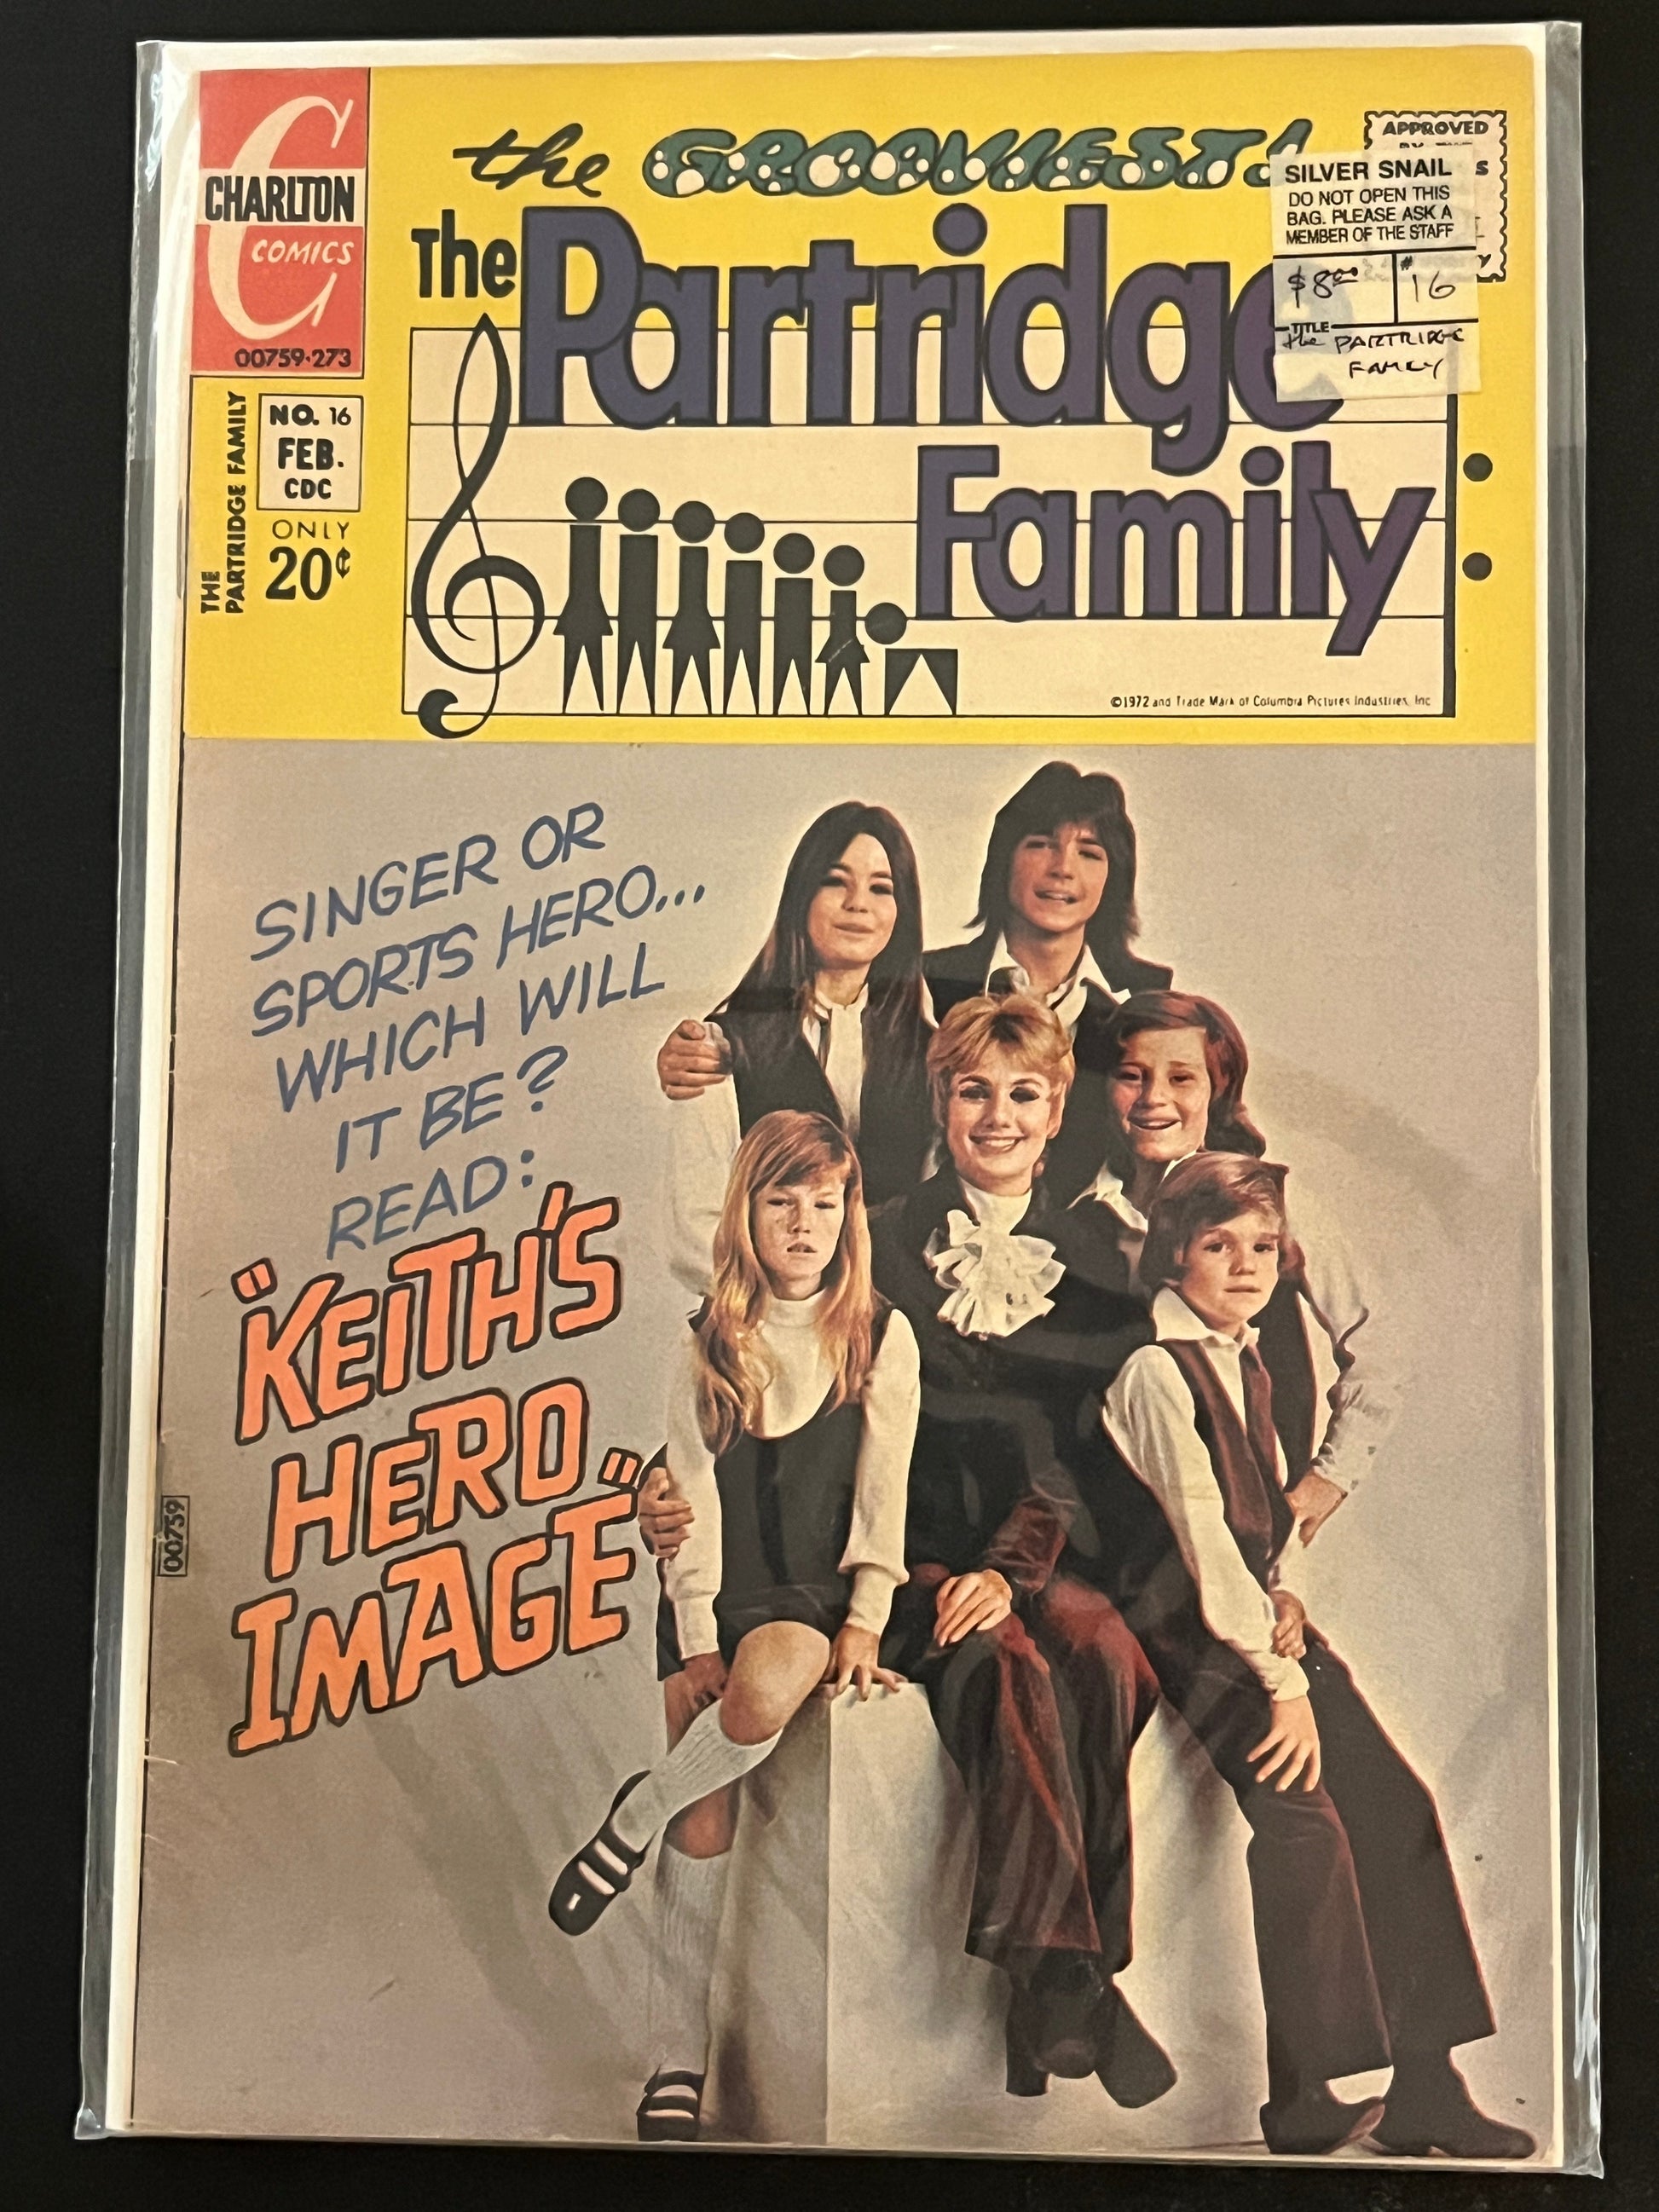 CHARLTON
COMICS
00759-273
THE
PARTRIDGE FAMILY
NO. 16
FEB.
CDC
ONLY
20¢
the GROOVIEST!
The Partridge
Family
©1972 and Trade Mark of Columbia Pictures Industries, Inc
APPROVED
SILVER SNAIL
DO NOT OPEN THIS
BAG. PLEASE ASK A
MEMBER OF THE STAFF
$8.00
# 16
TITLE
the PARTRIDGE
FAMILY
SINGER OR
SPORTS HERO...
WHICH WILL
IT BE?
READ:
"KEITH'S
HERO
IMAGE"
00759